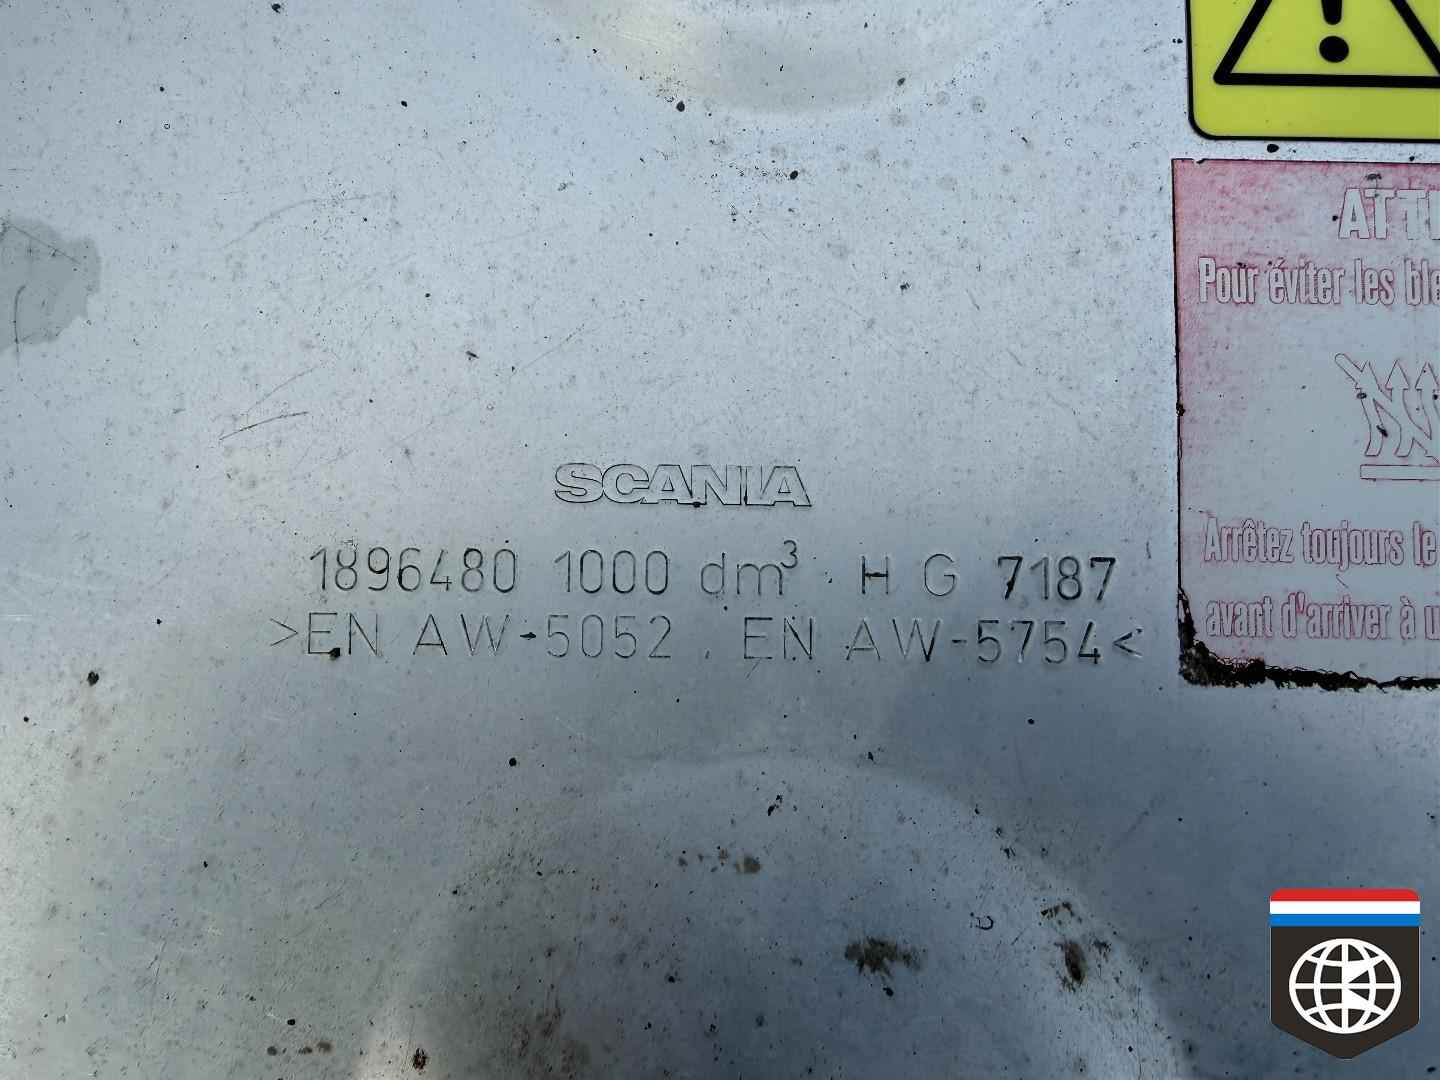 ATT
Pour éviter les ble
SCANIA
Arrêtez toujours le
1896480 1000 dm³ H G 7187
avant d'arriver à u
>EN AW-5052 , EN AW-5754<